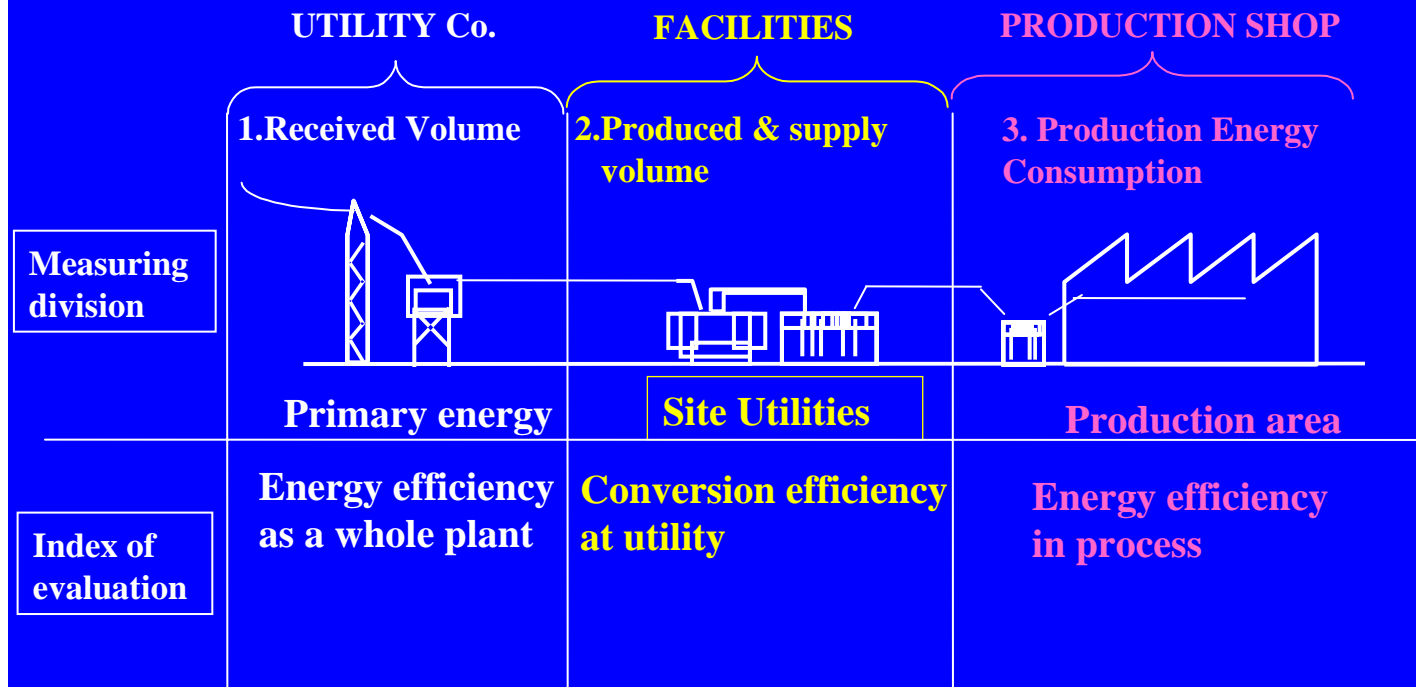 UTILITY Co.
FACILITIES
PRODUCTION SHOP
1.Received Volume
2.Produced & supply
volume
3. Production Energy
Consumption
Measuring
division
Primary energy
Site Utilities
Production area
Index of
evaluation
Energy efficiency
as a whole plant
Conversion efficiency
at utility
Energy efficiency
in process